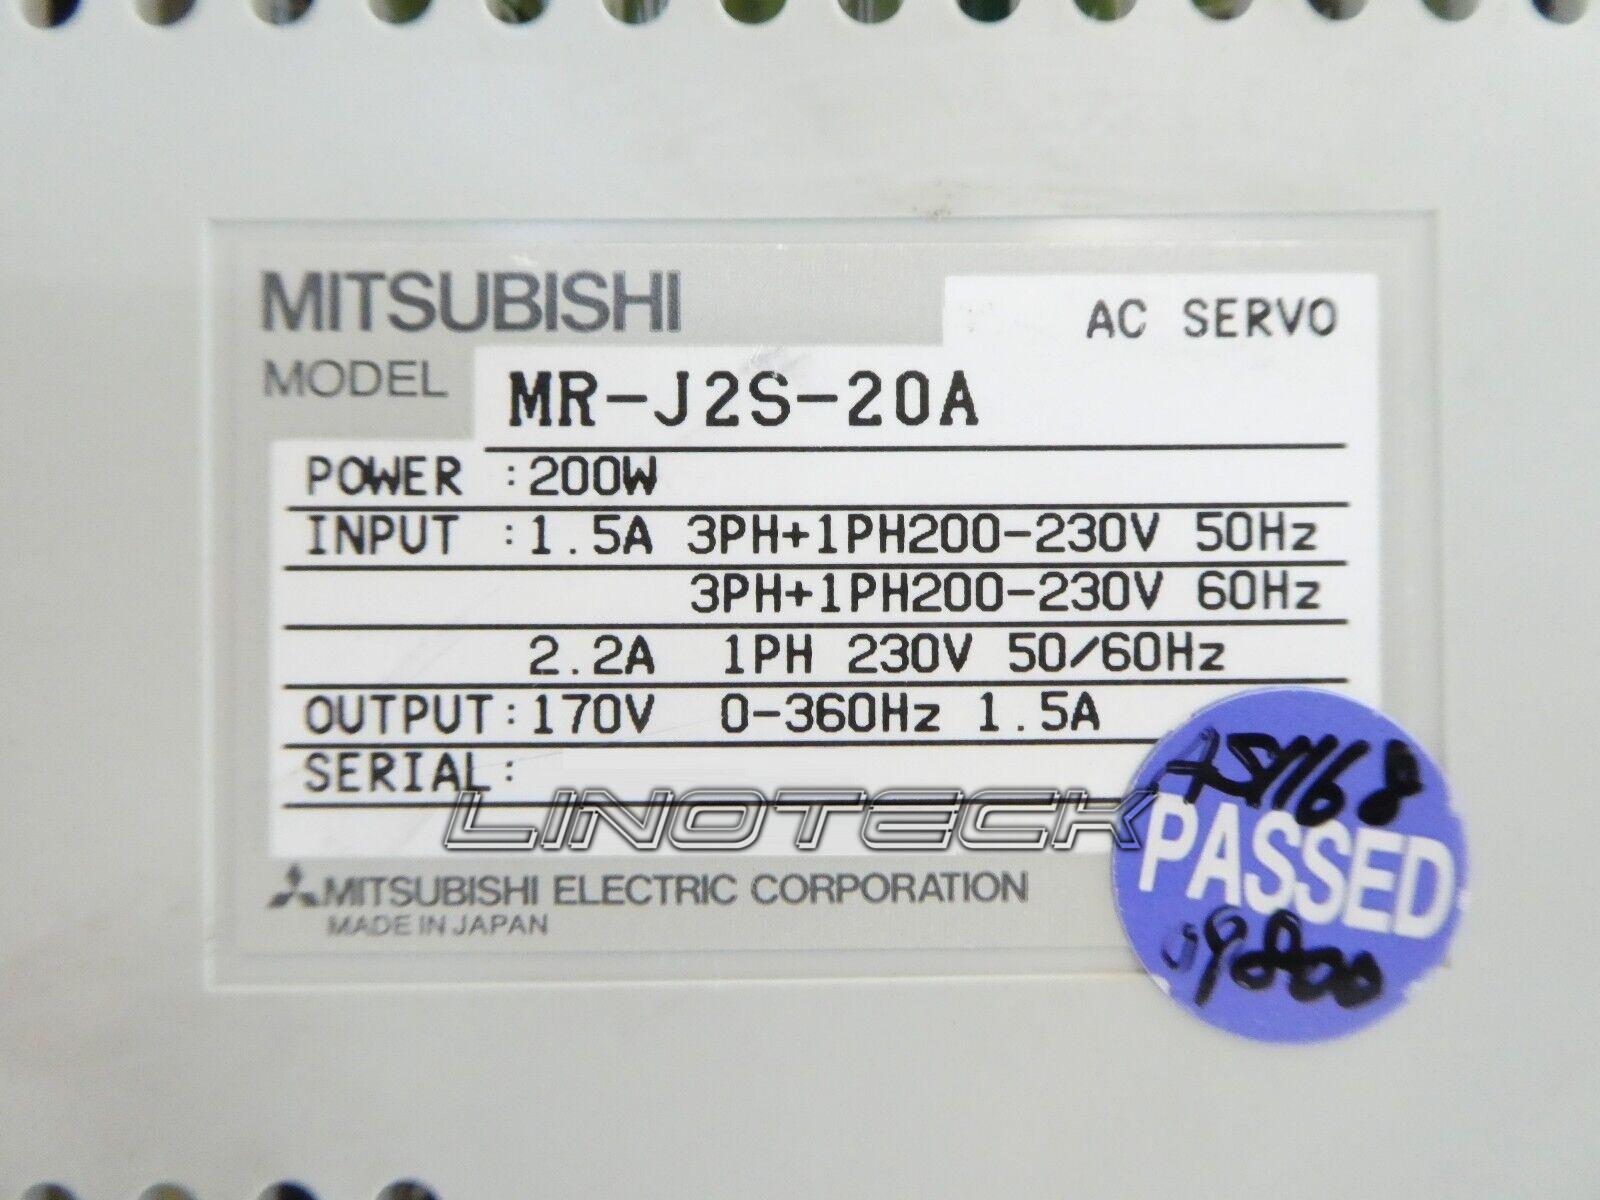 MITSUBISHI
AC SERVO
MODEL MR-J2S-20A
POWER :200W
INPUT :1.5A 3PH+1PH200-230V 50Hz
3PH+1PH200-230V 60Hz
2.2A 1PH 230V 50/60Hz
OUTPUT:170V 0-360Hz 1.5A
SERIAL:
LINOTECK
MITSUBISHI ELECTRIC CORPORATION
MADE IN JAPAN
PASSED